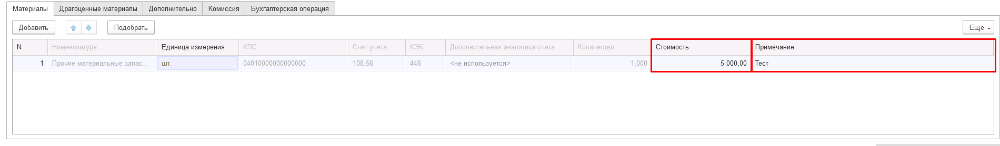 Материалы Драгоценные материалы Дополнительно Комиссия Бухгалтерская операция
Добавить Подобрать Еще
N Номенклатура Единица измерения КПС Счет учета КЭК Дополнительная аналитика счета Количество Стоимость Примечание
1 Прочие материальные запас... шт. 04010000000000000 108.56 446 <не используется> 1,000 5 000,00 Тест